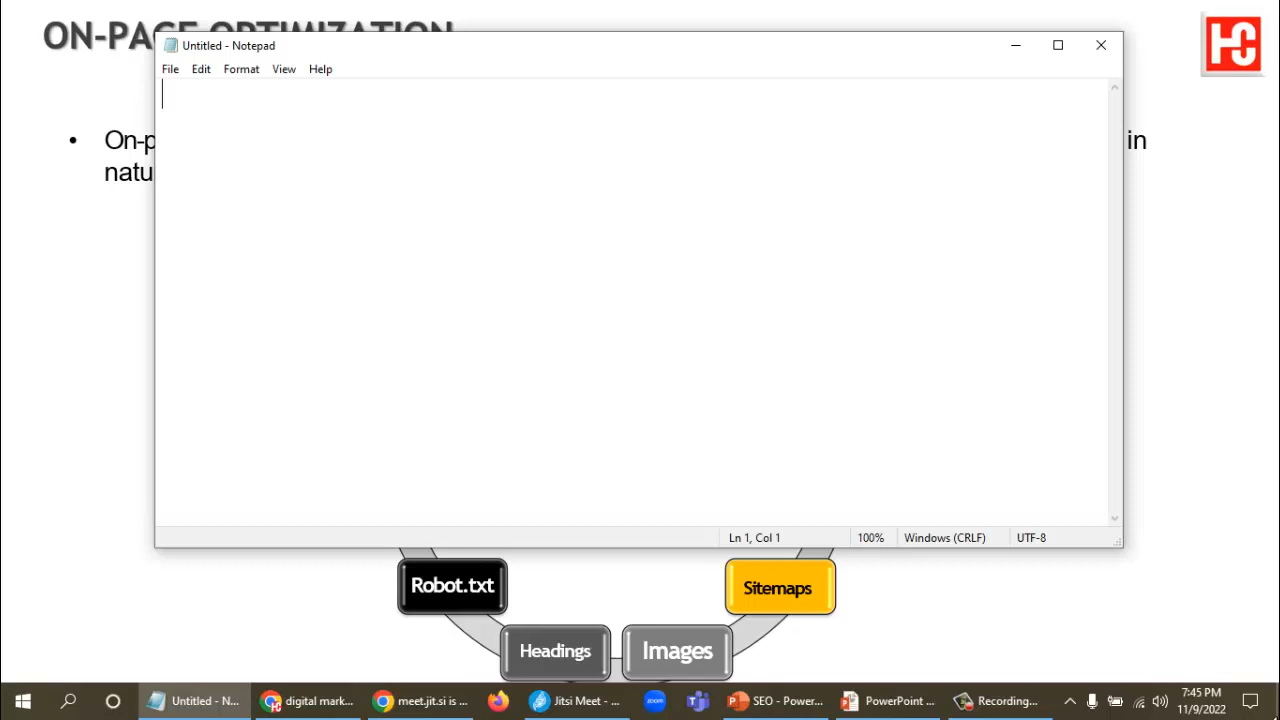 ON-PAGE OPTIMIZATION
HC
Untitled - Notepad
File Edit Format View Help
• On-p in
natu
Ln 1, Col 1 100% Windows (CRLF) UTF-8
Robot.txt
Sitemaps
Headings
Images
Untitled - N...
digital mark...
meet.jit.si is ...
Jitsi Meet - ...
zoom
SEO - Power...
PowerPoint ...
Recording...
7:45 PM
11/9/2022